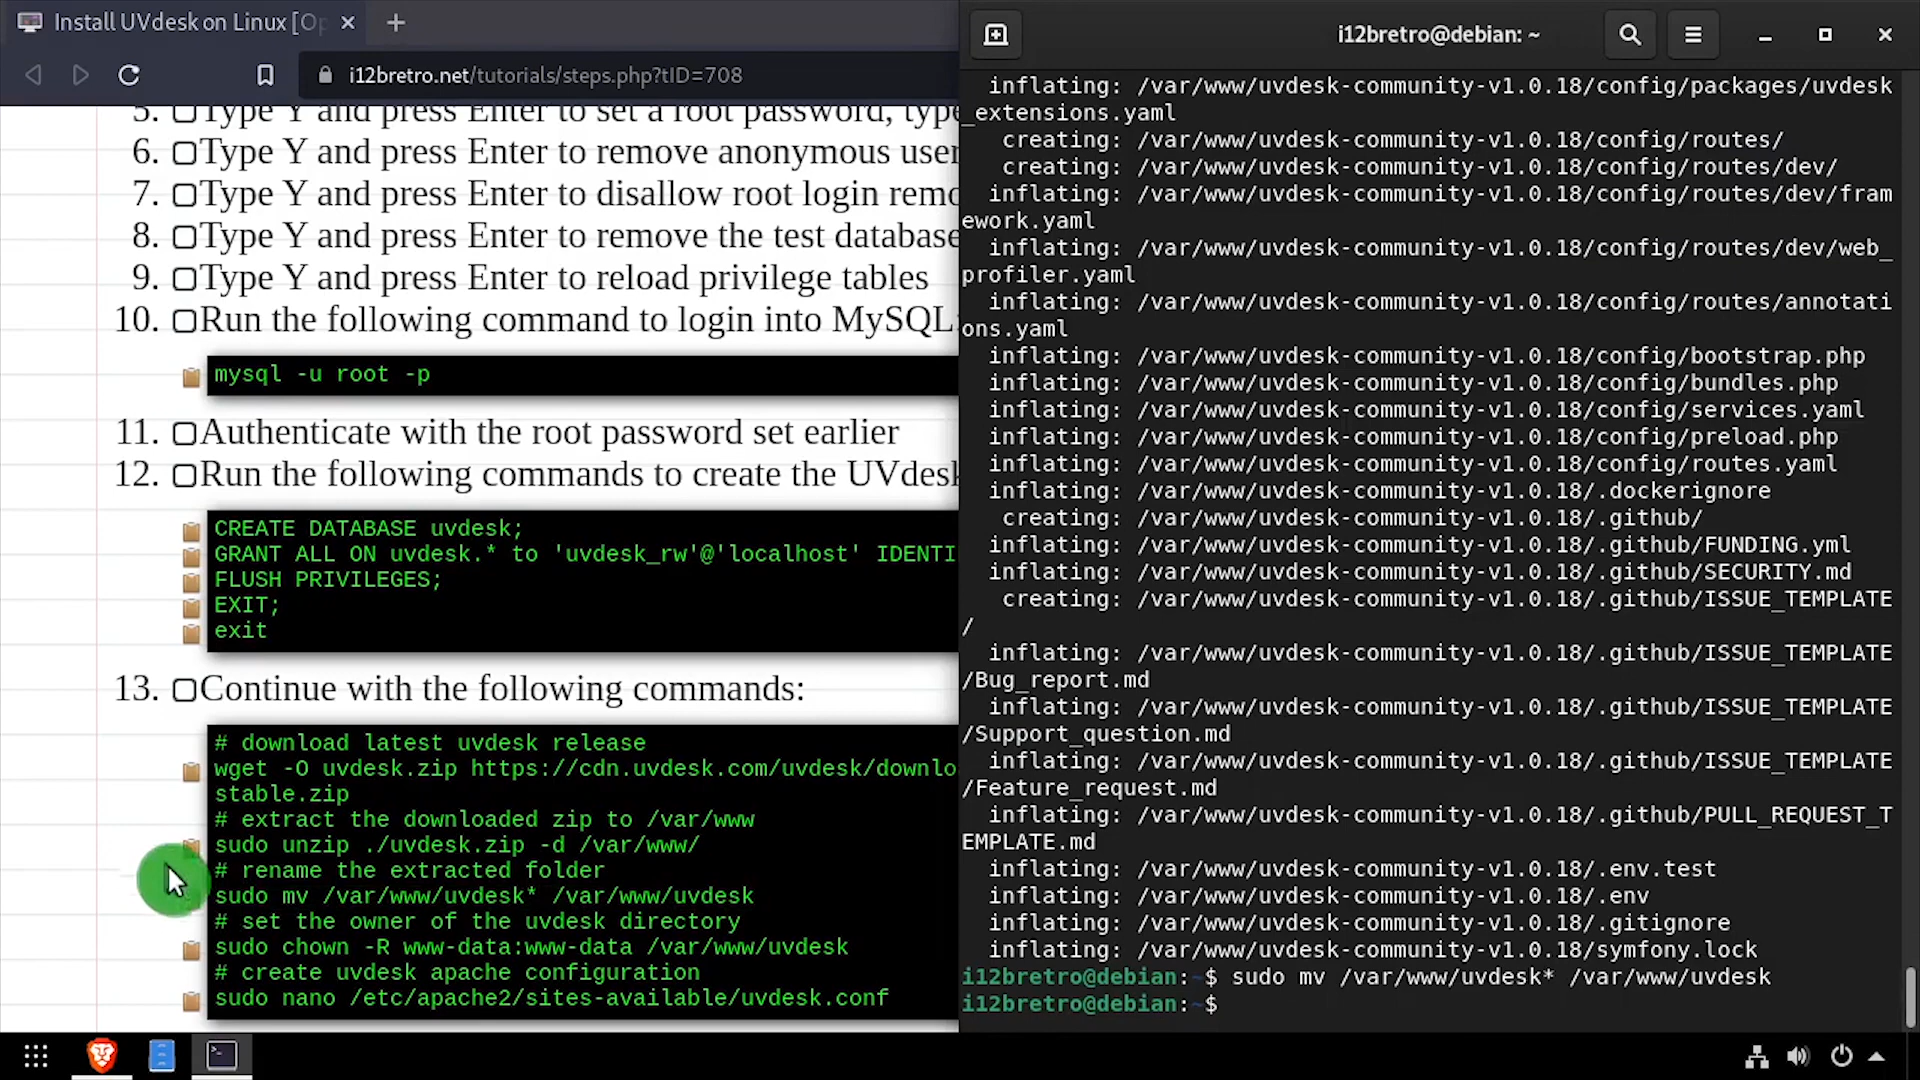 Install UVdesk on Linux [Op
i12bretro.net/tutorials/steps.php?tID=708
5. Type Y and press Enter to set a root password, type
6. Type Y and press Enter to remove anonymous user
7. Type Y and press Enter to disallow root login remo
8. Type Y and press Enter to remove the test database
9. Type Y and press Enter to reload privilege tables
10. Run the following command to login into MySQL:
mysql -u root -p
11. Authenticate with the root password set earlier
12. Run the following commands to create the UVdesk
CREATE DATABASE uvdesk;
GRANT ALL ON uvdesk.* to 'uvdesk_rw'@'localhost' IDENTI
FLUSH PRIVILEGES;
EXIT;
exit
13. Continue with the following commands:
# download latest uvdesk release
wget -O uvdesk.zip https://cdn.uvdesk.com/uvdesk/downlo
stable.zip
# extract the downloaded zip to /var/www
sudo unzip ./uvdesk.zip -d /var/www/
# rename the extracted folder
sudo mv /var/www/uvdesk* /var/www/uvdesk
# set the owner of the uvdesk directory
sudo chown -R www-data:www-data /var/www/uvdesk
# create uvdesk apache configuration
sudo nano /etc/apache2/sites-available/uvdesk.conf
i12bretro@debian: ~
inflating: /var/www/uvdesk-community-v1.0.18/config/packages/uvdesk
_extensions.yaml
creating: /var/www/uvdesk-community-v1.0.18/config/routes/
creating: /var/www/uvdesk-community-v1.0.18/config/routes/dev/
inflating: /var/www/uvdesk-community-v1.0.18/config/routes/dev/fram
ework.yaml
inflating: /var/www/uvdesk-community-v1.0.18/config/routes/dev/web_
profiler.yaml
inflating: /var/www/uvdesk-community-v1.0.18/config/routes/annotati
ons.yaml
inflating: /var/www/uvdesk-community-v1.0.18/config/bootstrap.php
inflating: /var/www/uvdesk-community-v1.0.18/config/bundles.php
inflating: /var/www/uvdesk-community-v1.0.18/config/services.yaml
inflating: /var/www/uvdesk-community-v1.0.18/config/preload.php
inflating: /var/www/uvdesk-community-v1.0.18/config/routes.yaml
inflating: /var/www/uvdesk-community-v1.0.18/.dockerignore
creating: /var/www/uvdesk-community-v1.0.18/.github/
inflating: /var/www/uvdesk-community-v1.0.18/.github/FUNDING.yml
inflating: /var/www/uvdesk-community-v1.0.18/.github/SECURITY.md
creating: /var/www/uvdesk-community-v1.0.18/.github/ISSUE_TEMPLATE
/
inflating: /var/www/uvdesk-community-v1.0.18/.github/ISSUE_TEMPLATE
/Bug_report.md
inflating: /var/www/uvdesk-community-v1.0.18/.github/ISSUE_TEMPLATE
/Support_question.md
inflating: /var/www/uvdesk-community-v1.0.18/.github/ISSUE_TEMPLATE
/Feature_request.md
inflating: /var/www/uvdesk-community-v1.0.18/.github/PULL_REQUEST_T
EMPLATE.md
inflating: /var/www/uvdesk-community-v1.0.18/.env.test
inflating: /var/www/uvdesk-community-v1.0.18/.env
inflating: /var/www/uvdesk-community-v1.0.18/.gitignore
inflating: /var/www/uvdesk-community-v1.0.18/symfony.lock
i12bretro@debian:~$ sudo mv /var/www/uvdesk* /var/www/uvdesk
i12bretro@debian:~$